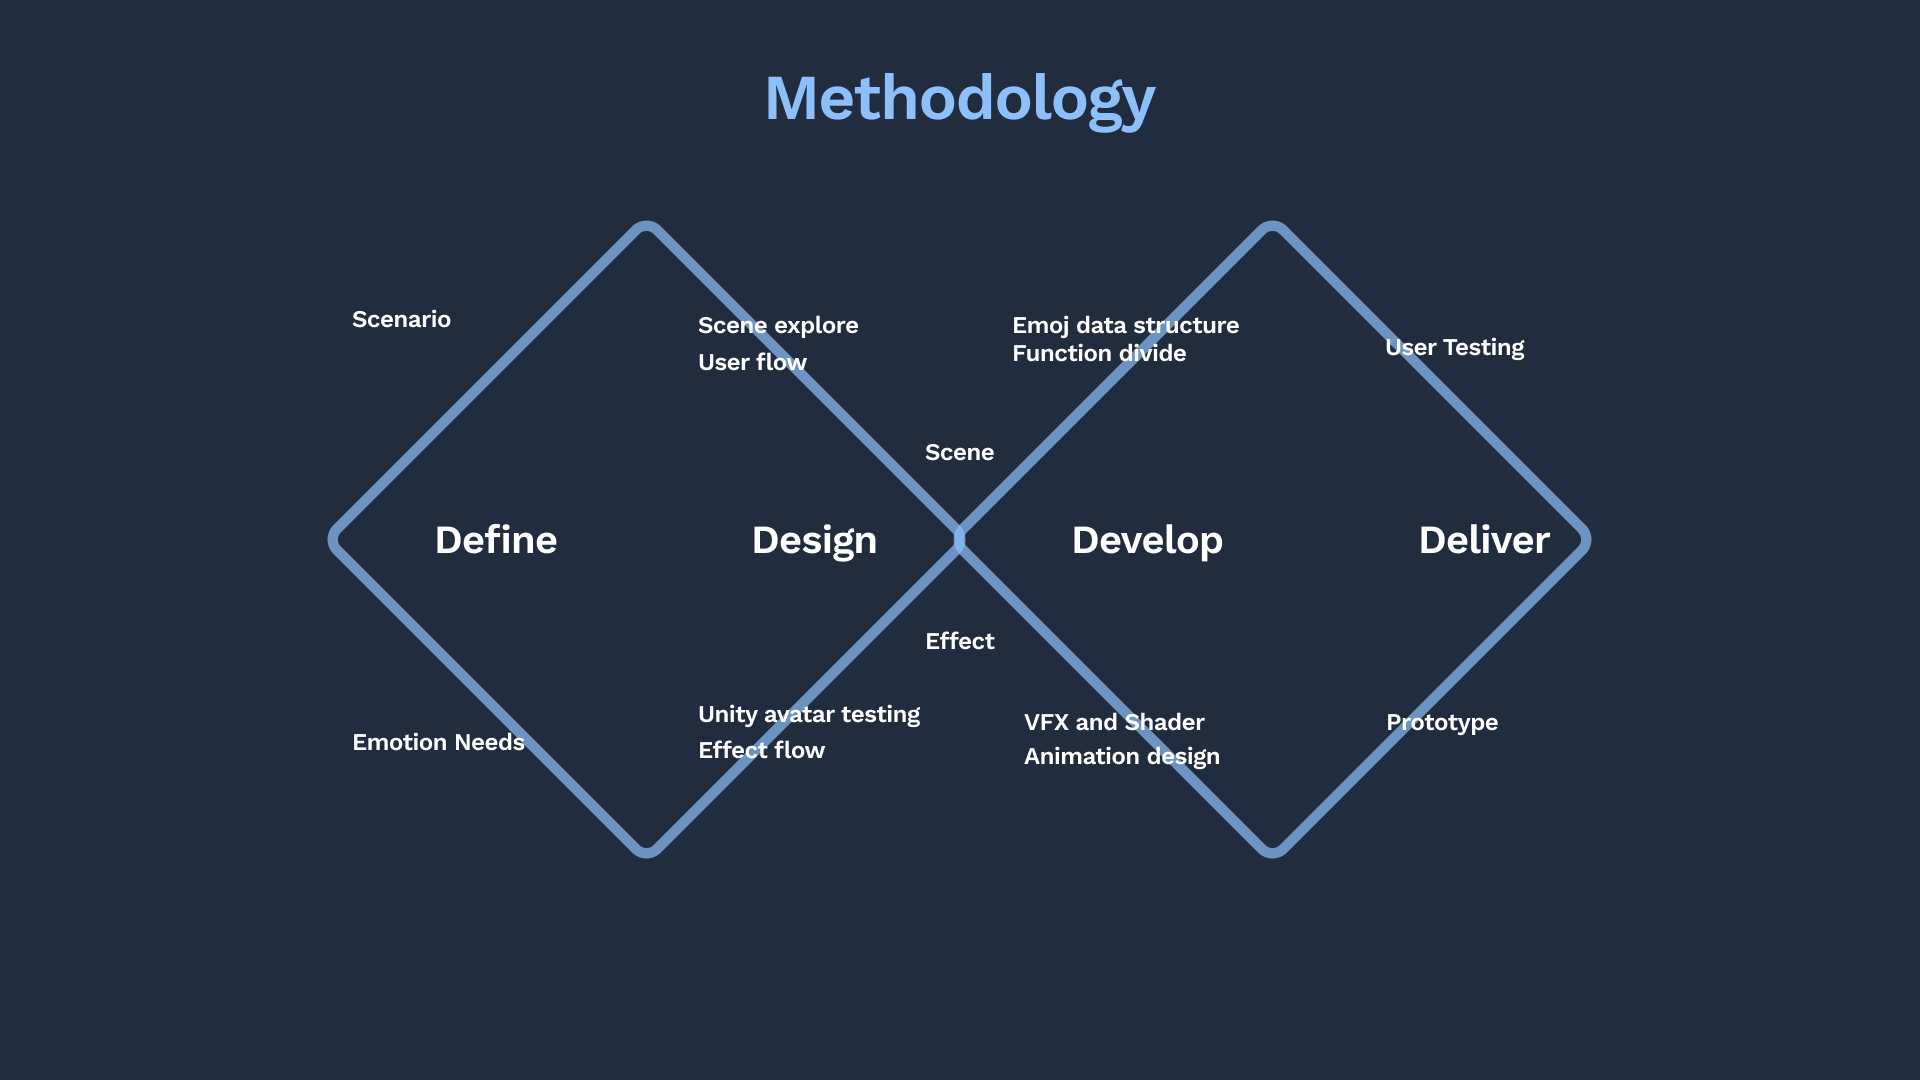 Methodology
Scenario
Scene explore
User flow
Emoj data structure
Function divide
User Testing
Scene
Define
Design
Develop
Deliver
Effect
Emotion Needs
Unity avatar testing
Effect flow
VFX and Shader
Animation design
Prototype